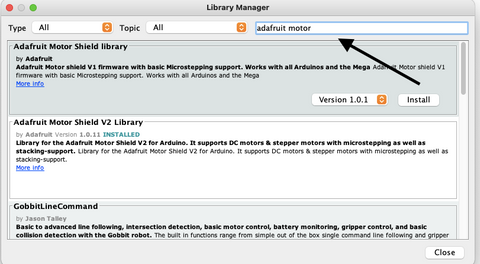 Library Manager
Type All Topic All adafruit motor
Adafruit Motor Shield library
by Adafruit
Adafruit Motor Shield V1 firmware with basic Microstepping support. Works with all Arduinos and the Mega Adafruit Motor Shield V1
firmware with basic Microstepping support. Works with all Arduinos and the Mega
More info
Version 1.0.1 Install
Adafruit Motor Shield V2 Library
by Adafruit Version 1.0.11 INSTALLED
Library for the Adafruit Motor Shield V2 for Arduino. It supports DC motors & stepper motors with microstepping as well as
stacking-support. Library for the Adafruit Motor Shield V2 for Arduino. It supports DC motors & stepper motors with microstepping as well as
stacking-support.
More info
GobbitLineCommand
by Jason Talley
Basic to advanced line following, intersection detection, basic motor control, battery monitoring, gripper control, and basic
collision detection with the Gobbit robot. The built in functions range from simple out of the box single command line following and gripper
Close